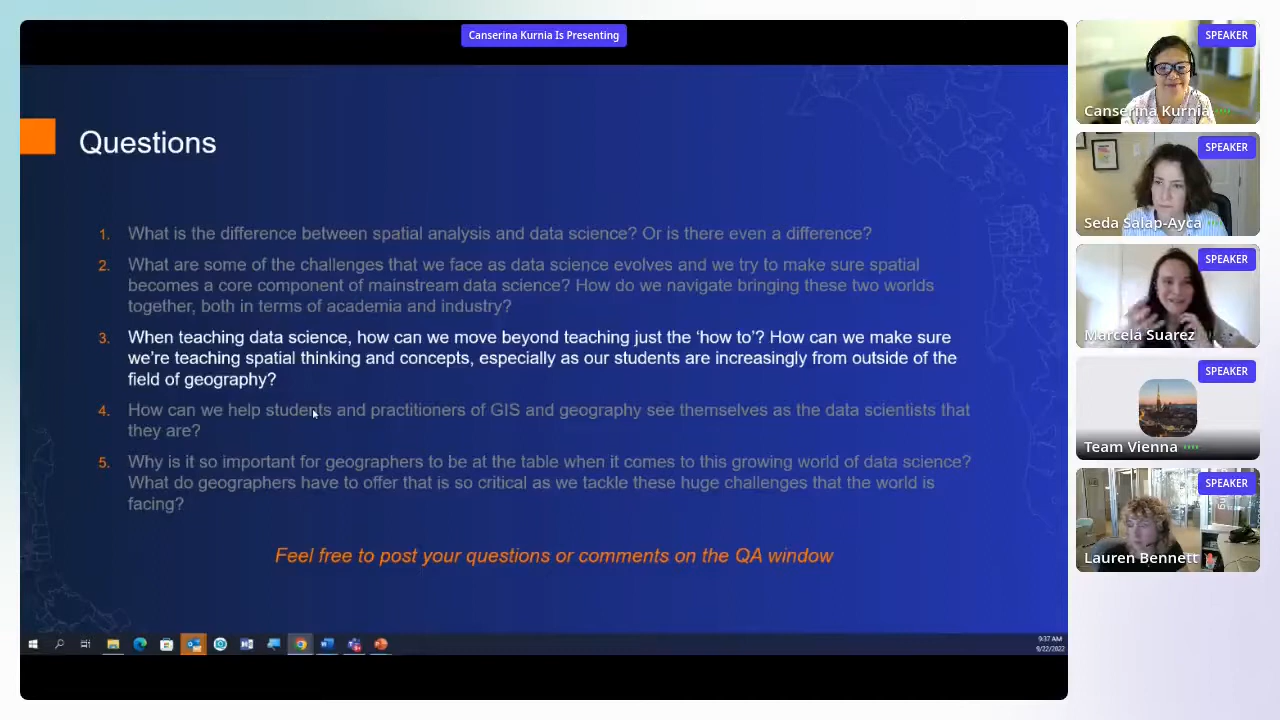 Canserina Kurnia Is Presenting
Questions
1. What is the difference between spatial analysis and data science? Or is there even a difference?
2. What are some of the challenges that we face as data science evolves and we try to make sure spatial
becomes a core component of mainstream data science? How do we navigate bringing these two worlds
together, both in terms of academia and industry?
3. When teaching data science, how can we move beyond teaching just the ‘how to’? How can we make sure
we’re teaching spatial thinking and concepts, especially as our students are increasingly from outside of the
field of geography?
4. How can we help students and practitioners of GIS and geography see themselves as the data scientists that
they are?
5. Why is it so important for geographers to be at the table when it comes to this growing world of data science?
What do geographers have to offer that is so critical as we tackle these huge challenges that the world is
facing?
Feel free to post your questions or comments on the QA window
9:37 AM
9/22/2022
SPEAKER
Canserina Kurnia
SPEAKER
Seda Salap-Ayca
SPEAKER
Marcela Suarez
SPEAKER
Team Vienna
SPEAKER
Lauren Bennett